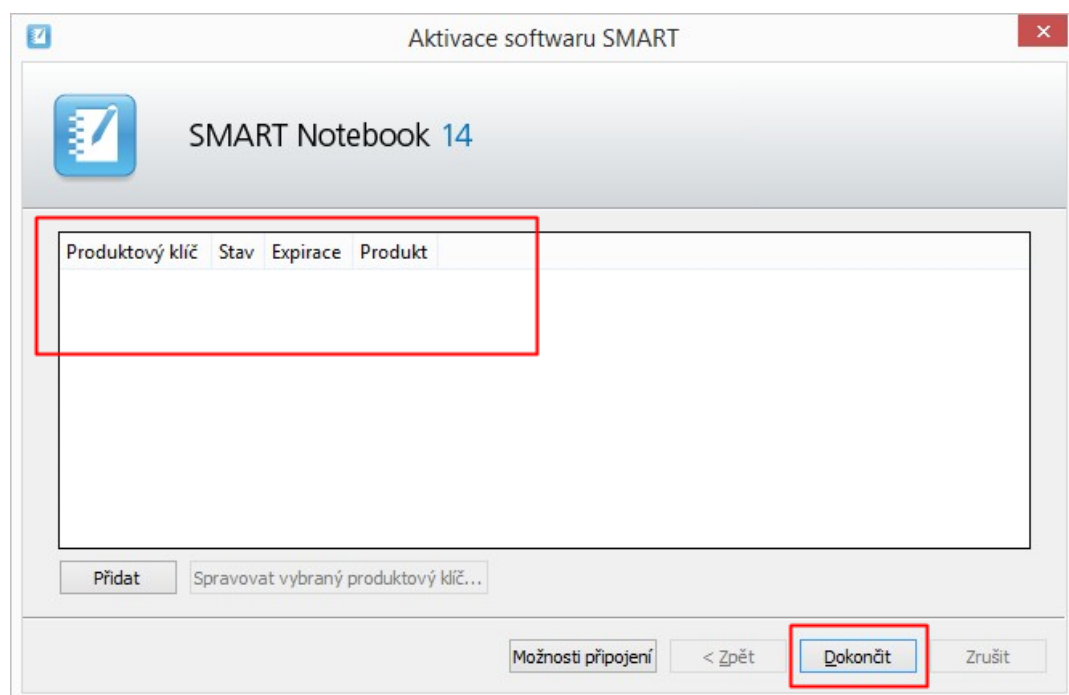 Aktivace softwaru SMART
SMART Notebook 14
Produktový klíč Stav Expirace Produkt
Přidat Spravovat vybraný produktový klíč...
Možnosti připojení < Zpět Dokončit Zrušit